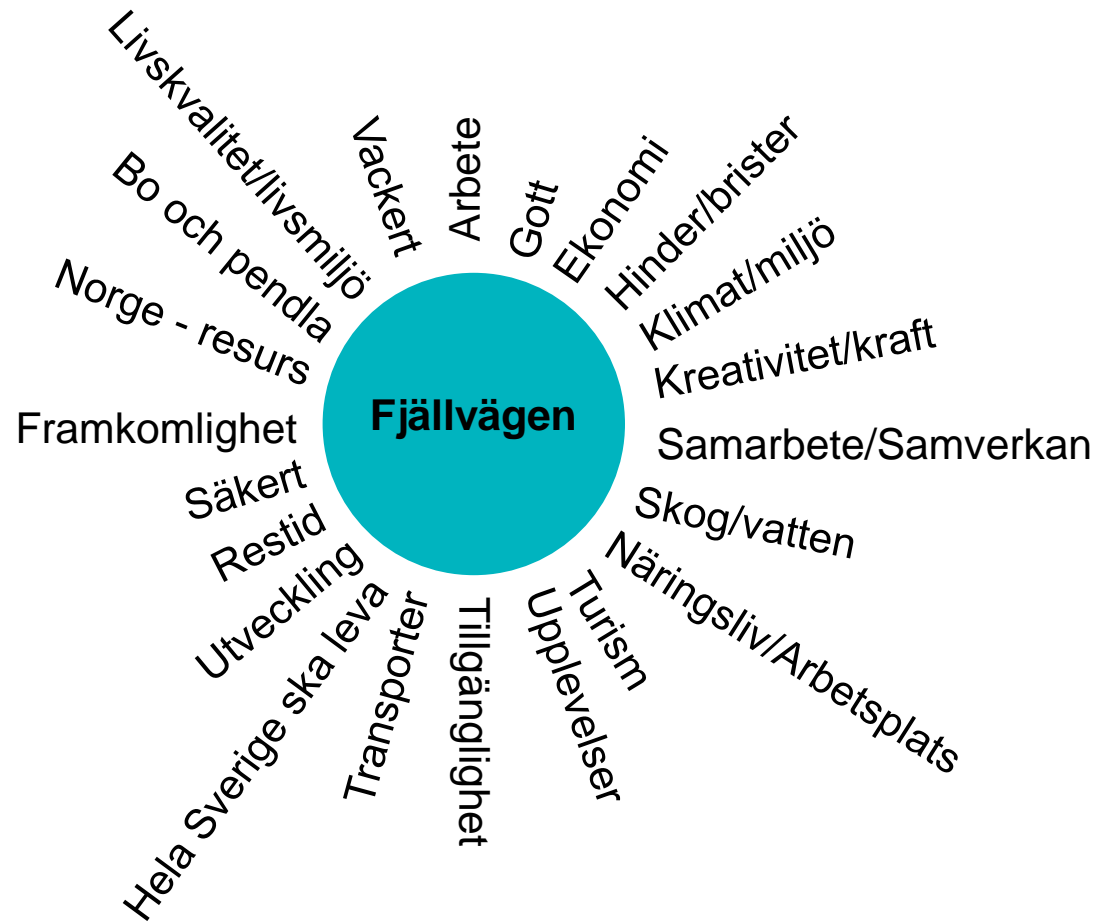 Fjällvägen
Arbete
Gott
Ekonomi
Hinder/brister
Klimat/miljö
Kreativitet/kraft
Samarbete/Samverkan
Skog/vatten
Näringsliv/Arbetsplats
Turism
Upplevelser
Tillgänglighet
Transporter
Hela Sverige ska leva
Utveckling
Restid
Säkert
Framkomlighet
Norge - resurs
Bo och pendla
Livskvalitet/livsmiljö
Vackert